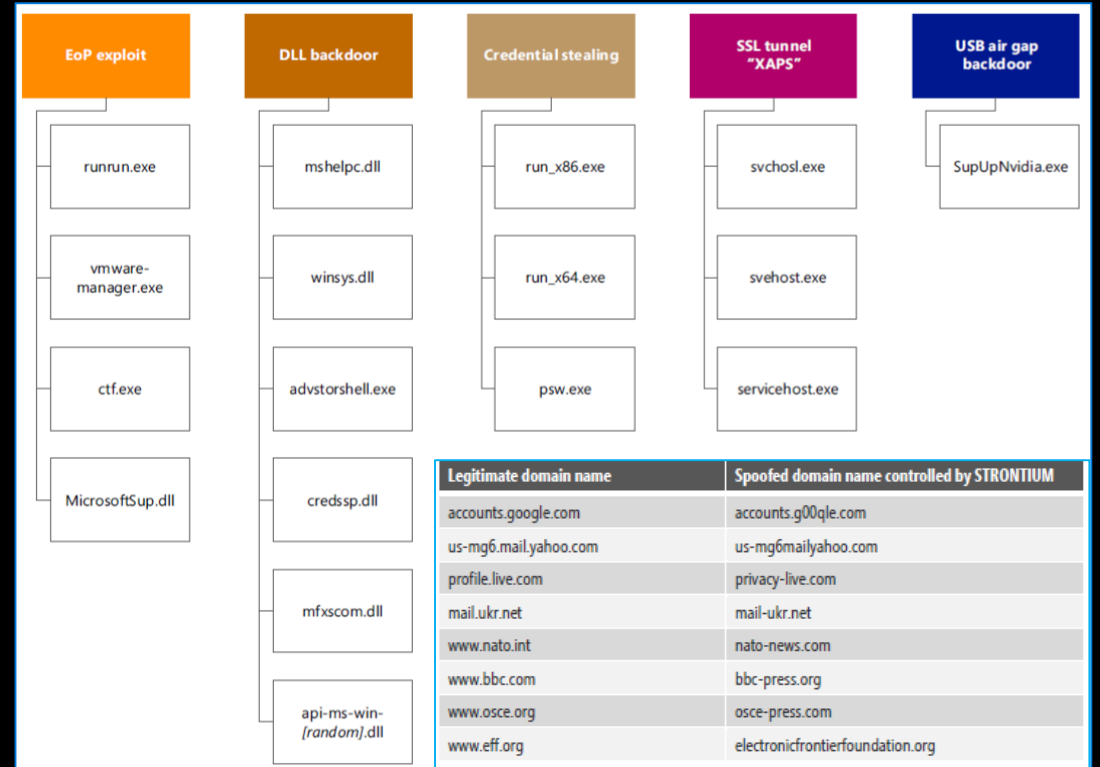 EoP exploit
DLL backdoor
Credential stealing
SSL tunnel
"XAPS"
USB air gap
backdoor
runrun.exe
mshelpc.dll
run_x86.exe
svchosl.exe
SupUpNvidia.exe
vmware-
manager.exe
winsys.dll
run_x64.exe
svehost.exe
ctf.exe
advstorshell.exe
psw.exe
servicehost.exe
MicrosoftSup.dll
credssp.dll
mfxscom.dll
api-ms-win-
[random].dll
Legitimate domain name Spoofed domain name controlled by STRONTIUM
accounts.google.com accounts.g00qle.com
us-mg6.mail.yahoo.com us-mg6mailyahoo.com
profile.live.com privacy-live.com
mail.ukr.net mail-ukr.net
www.nato.int nato-news.com
www.bbc.com bbc-press.org
www.osce.org osce-press.com
www.eff.org electronicfrontierfoundation.org